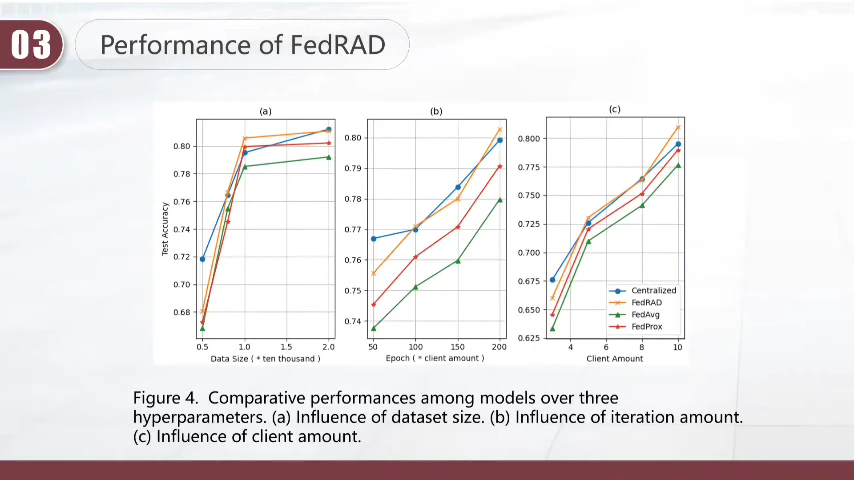 03
Performance of FedRAD
(a)
(b)
(c)
Test Accuracy
0.80
0.78
0.76
0.74
0.72
0.70
0.68
0.5 1.0 1.5 2.0
Data Size ( * ten thousand )
0.80
0.79
0.78
0.77
0.76
0.75
0.74
50 100 150 200
Epoch ( * client amount )
0.800
0.775
0.750
0.725
0.700
0.675
0.650
0.625
Centralized
FedRAD
FedAvg
FedProx
4 6 8 10
Client Amount
Figure 4. Comparative performances among models over three
hyperparameters. (a) Influence of dataset size. (b) Influence of iteration amount.
(c) Influence of client amount.